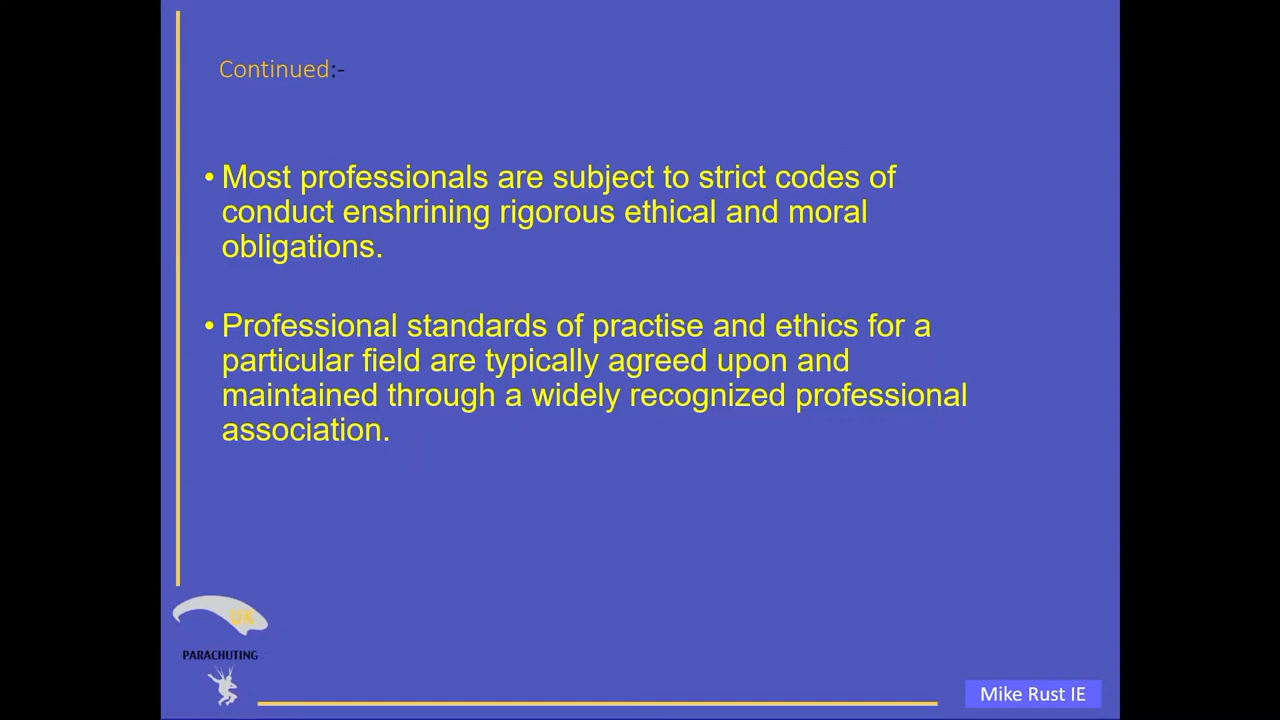 Continued:-
• Most professionals are subject to strict codes of
conduct enshrining rigorous ethical and moral
obligations.
• Professional standards of practise and ethics for a
particular field are typically agreed upon and
maintained through a widely recognized professional
association.
UK
PARACHUTING
Mike Rust IE